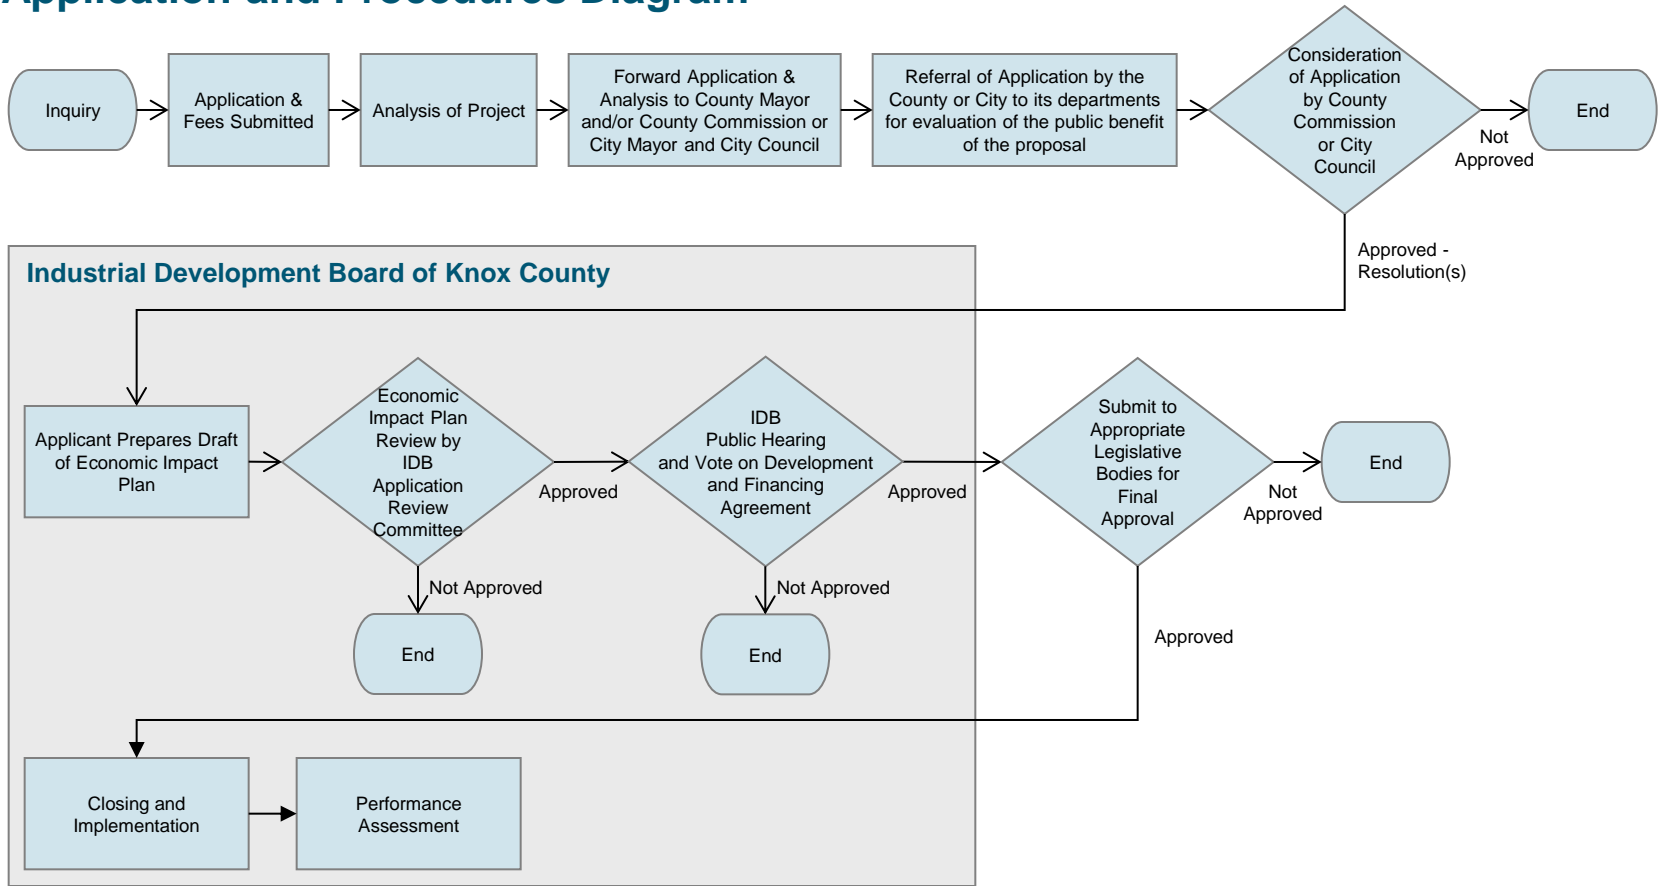 Application and Procedures Diagram
Inquiry
Application &
Fees Submitted
Analysis of Project
Forward Application &
Analysis to County Mayor
and/or County Commission or
City Mayor and City Council
Referral of Application by the
County or City to its departments
for evaluation of the public benefit
of the proposal
Consideration
of Application
by County
Commission
or City
Council
Not
Approved
End
Approved -
Resolution(s)
Industrial Development Board of Knox County
Applicant Prepares Draft
of Economic Impact
Plan
Economic
Impact Plan
Review by
IDB
Application
Review
Committee
Approved
Not Approved
End
IDB
Public Hearing
and Vote on Development
and Financing
Agreement
Approved
Not Approved
End
Submit to
Appropriate
Legislative
Bodies for
Final
Approval
Not
Approved
End
Approved
Closing and
Implementation
Performance
Assessment